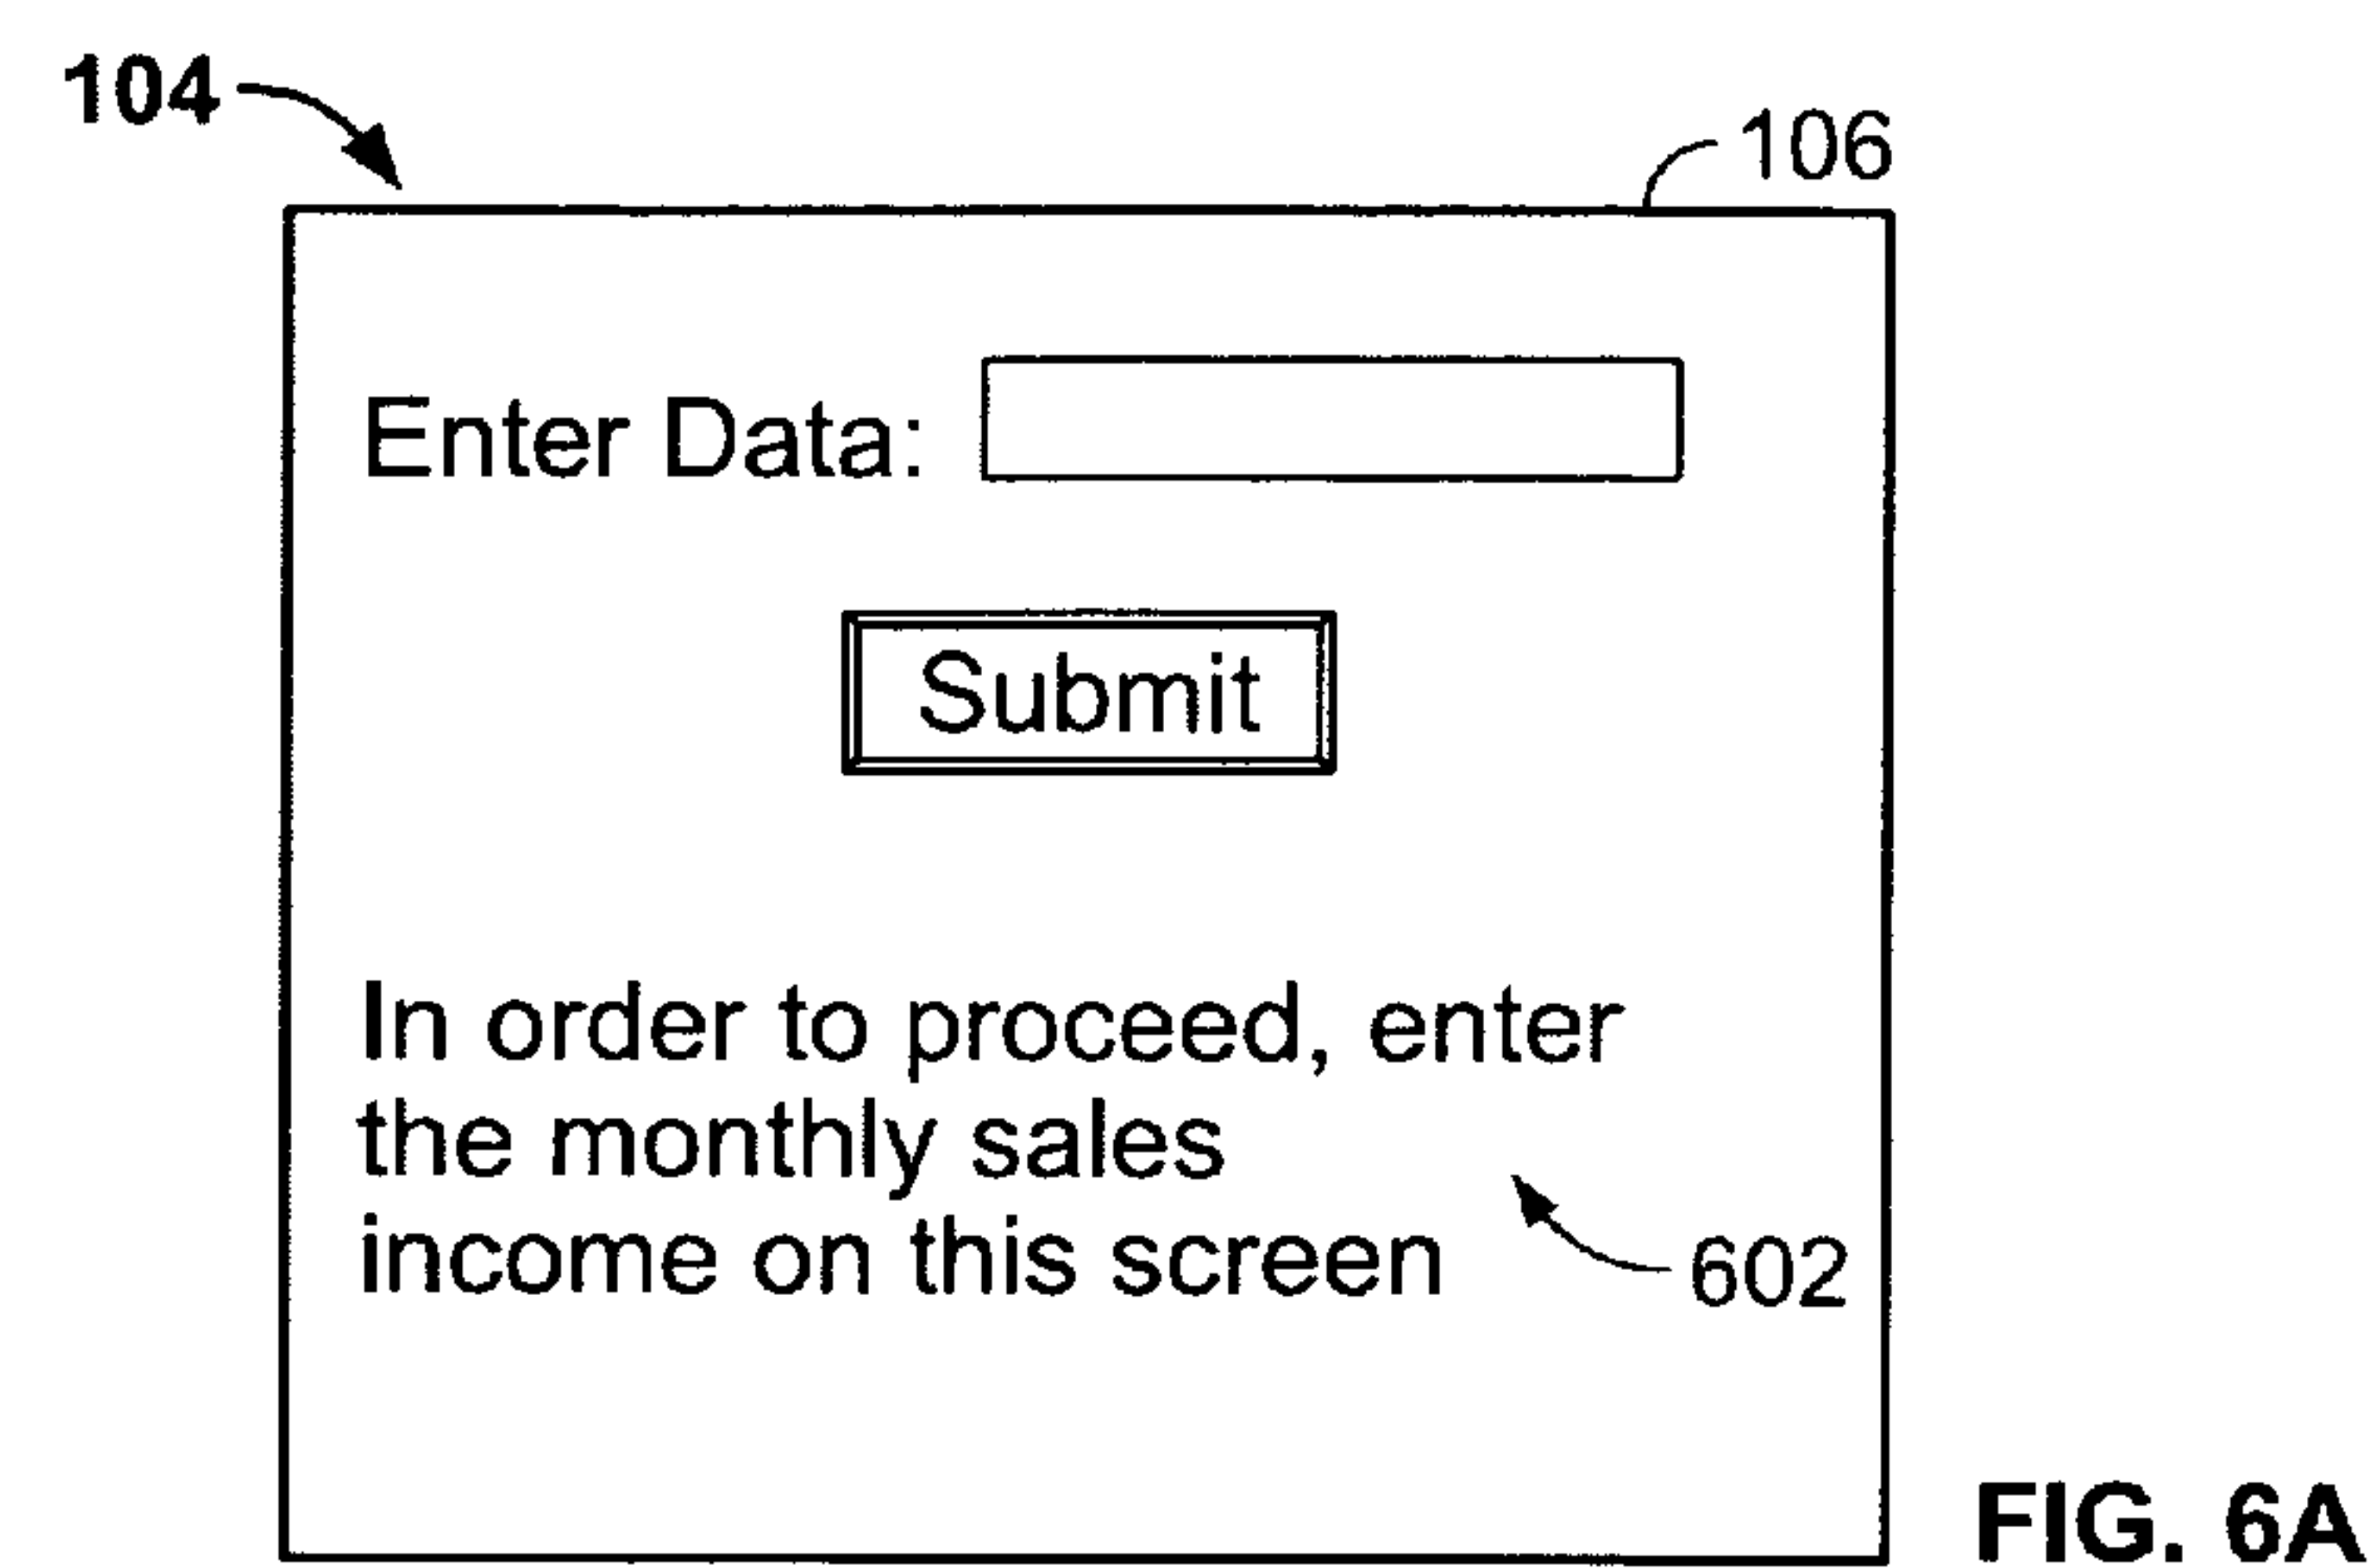 104
106
Enter Data:
Submit
In order to proceed, enter
the monthly sales
income on this screen
602
FIG. 6A